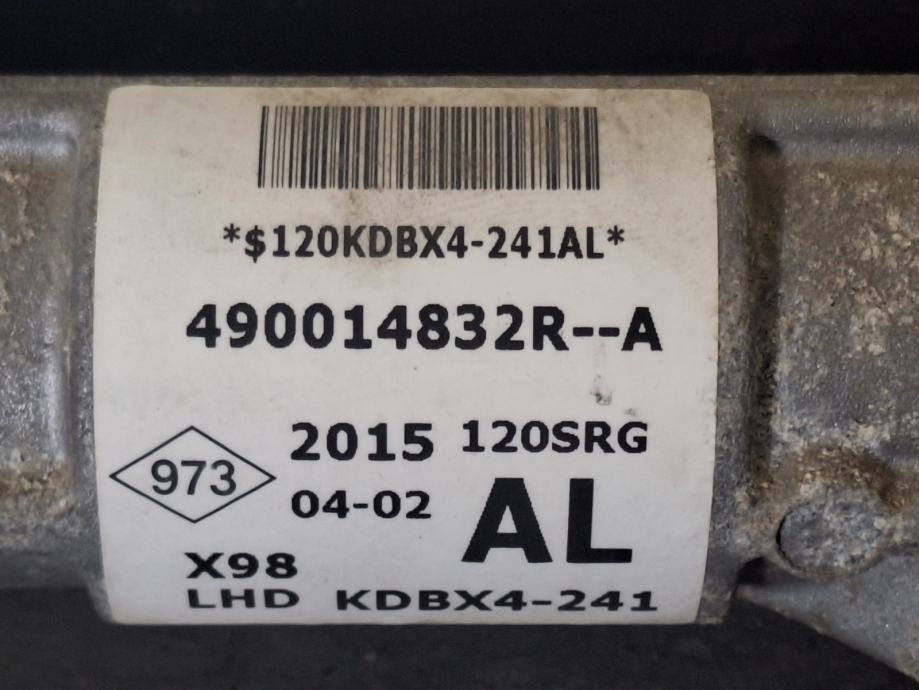 *$120KDBX4-241AL*
490014832R--A
2015 120SRG
973
04-02 AL
X98
LHD KDBX4-241